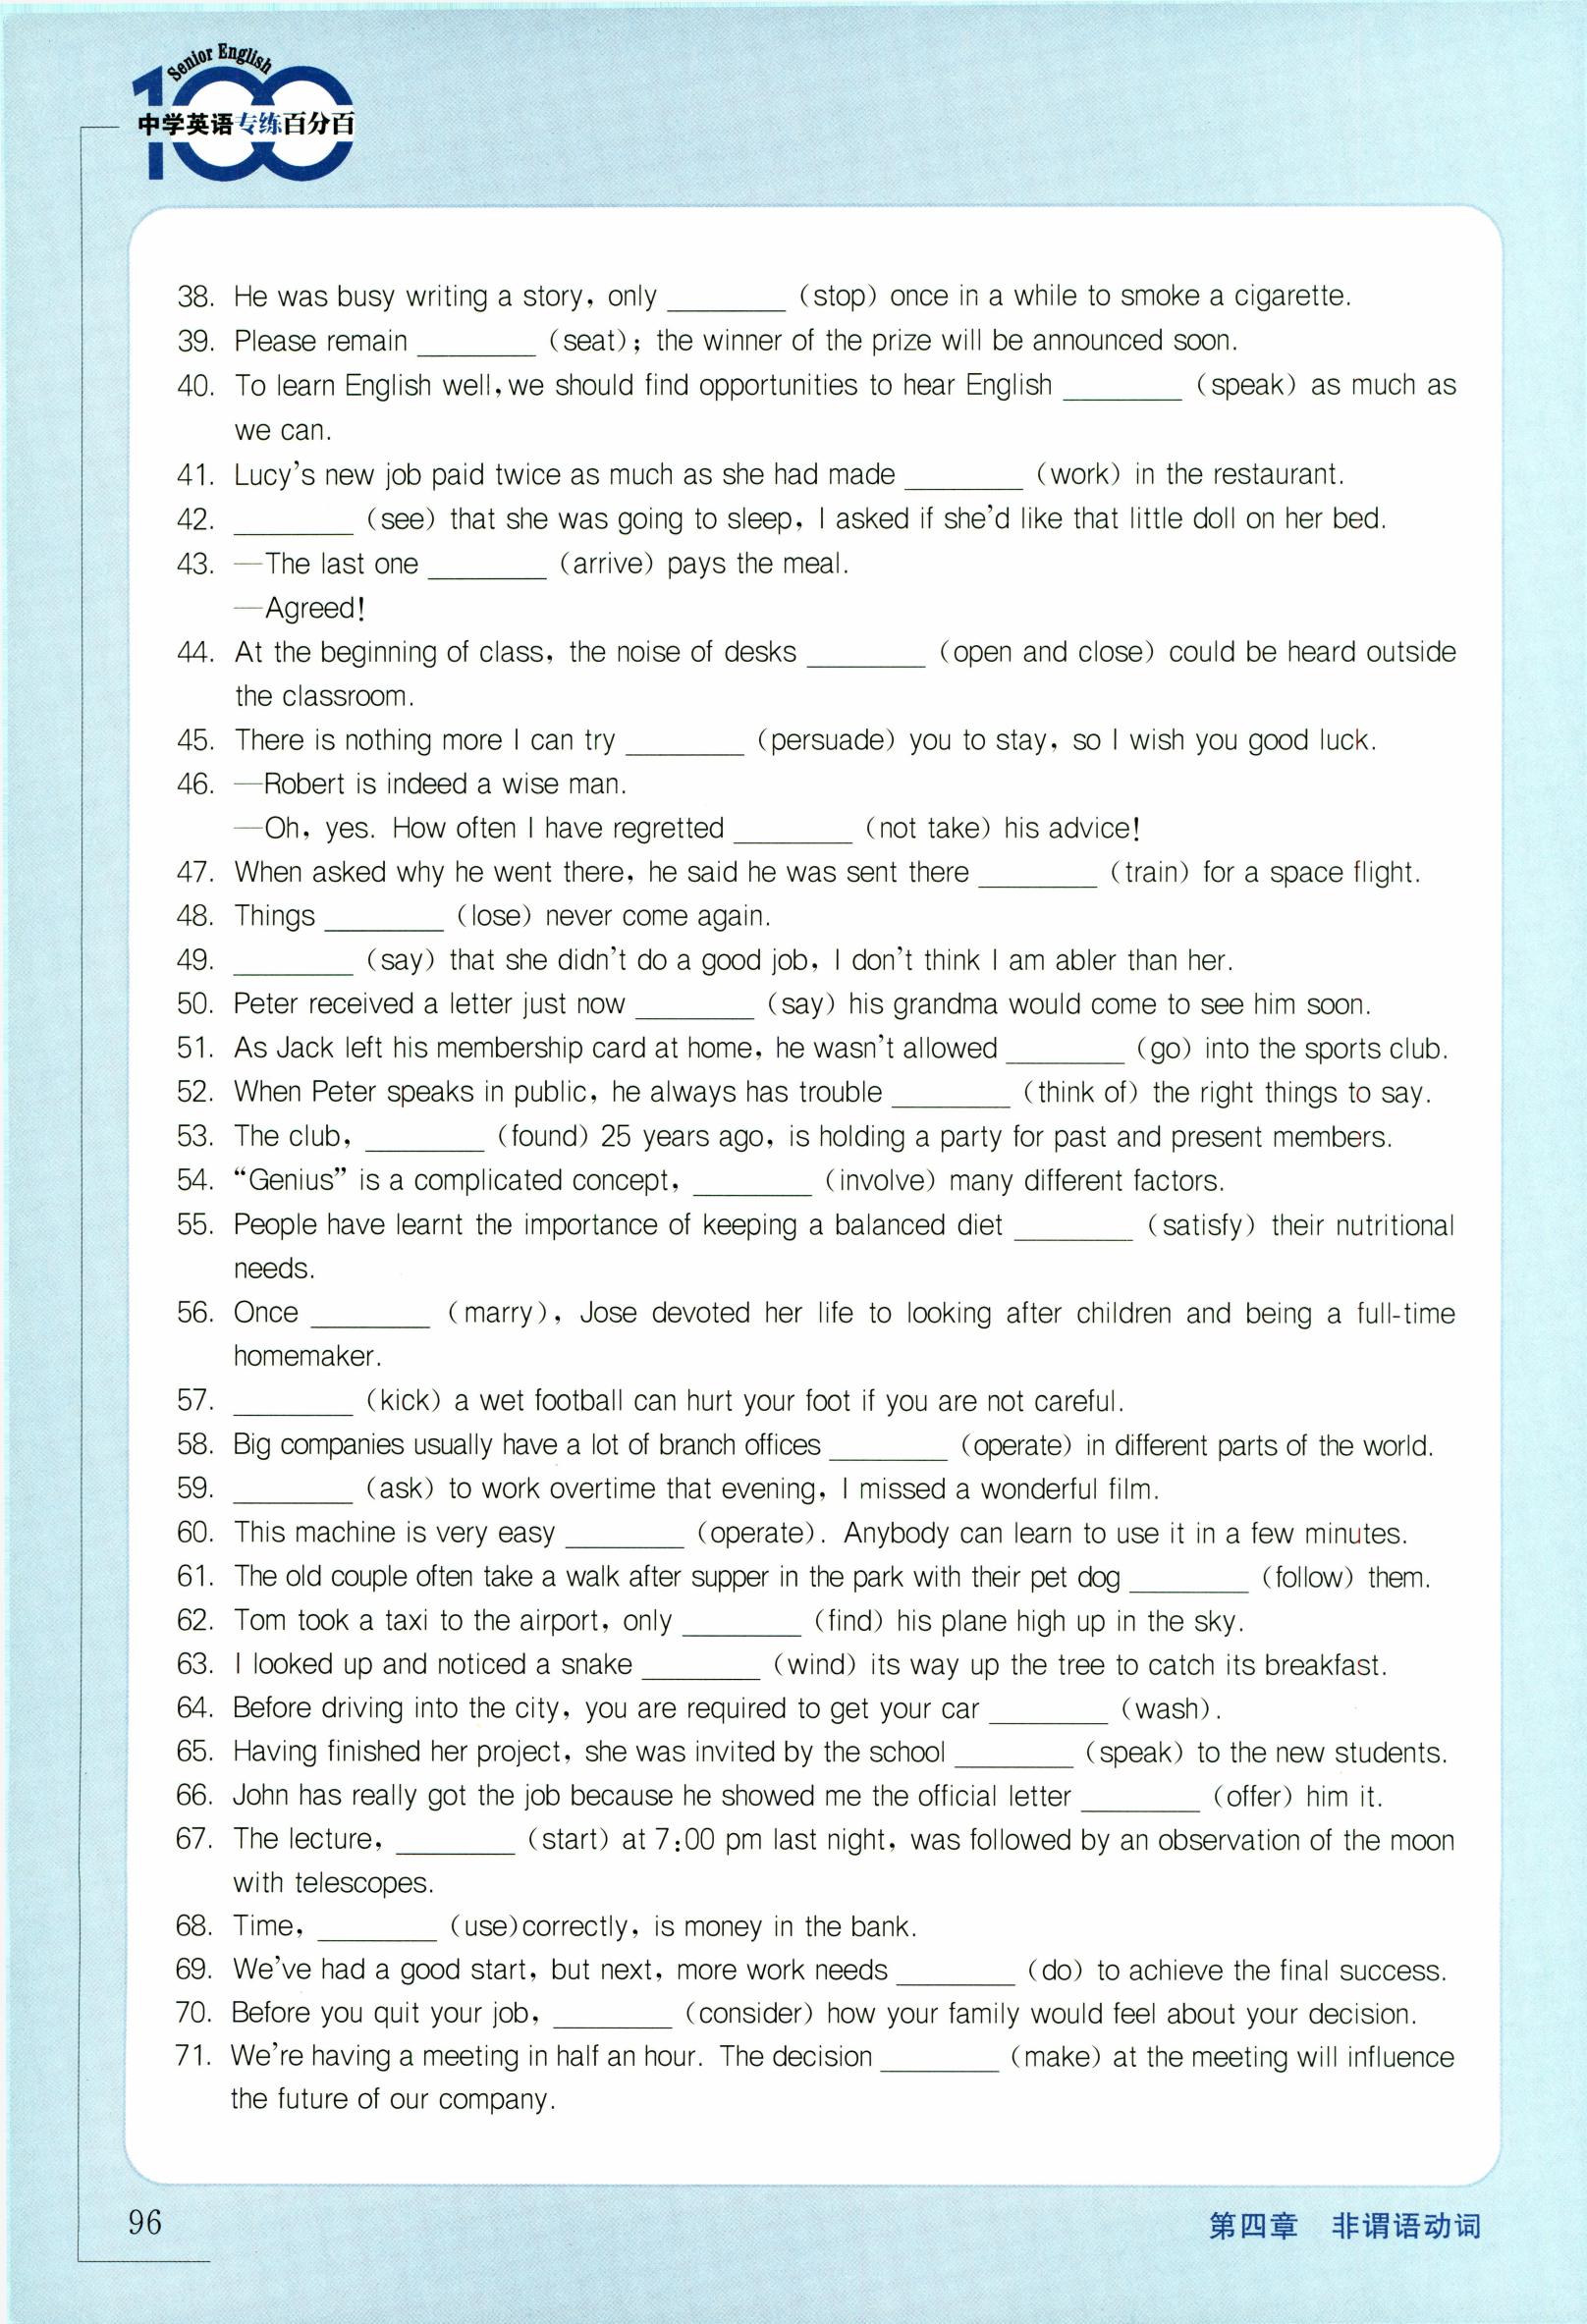 Senior English
100
中学英语专练百分百
38. He was busy writing a story, only ________ (stop) once in a while to smoke a cigarette.
39. Please remain ________ (seat); the winner of the prize will be announced soon.
40. To learn English well, we should find opportunities to hear English ________ (speak) as much as
we can.
41. Lucy's new job paid twice as much as she had made ________ (work) in the restaurant.
42. ________ (see) that she was going to sleep, I asked if she'd like that little doll on her bed.
43. —The last one ________ (arrive) pays the meal.
—Agreed!
44. At the beginning of class, the noise of desks ________ (open and close) could be heard outside
the classroom.
45. There is nothing more I can try ________ (persuade) you to stay, so I wish you good luck.
46. —Robert is indeed a wise man.
—Oh, yes. How often I have regretted ________ (not take) his advice!
47. When asked why he went there, he said he was sent there ________ (train) for a space flight.
48. Things ________ (lose) never come again.
49. ________ (say) that she didn't do a good job, I don't think I am abler than her.
50. Peter received a letter just now ________ (say) his grandma would come to see him soon.
51. As Jack left his membership card at home, he wasn't allowed ________ (go) into the sports club.
52. When Peter speaks in public, he always has trouble ________ (think of) the right things to say.
53. The club, ________ (found) 25 years ago, is holding a party for past and present members.
54. “Genius” is a complicated concept, ________ (involve) many different factors.
55. People have learnt the importance of keeping a balanced diet ________ (satisfy) their nutritional
needs.
56. Once ________ (marry), Jose devoted her life to looking after children and being a full-time
homemaker.
57. ________ (kick) a wet football can hurt your foot if you are not careful.
58. Big companies usually have a lot of branch offices ________ (operate) in different parts of the world.
59. ________ (ask) to work overtime that evening, I missed a wonderful film.
60. This machine is very easy ________ (operate). Anybody can learn to use it in a few minutes.
61. The old couple often take a walk after supper in the park with their pet dog ________ (follow) them.
62. Tom took a taxi to the airport, only ________ (find) his plane high up in the sky.
63. I looked up and noticed a snake ________ (wind) its way up the tree to catch its breakfast.
64. Before driving into the city, you are required to get your car ________ (wash).
65. Having finished her project, she was invited by the school ________ (speak) to the new students.
66. John has really got the job because he showed me the official letter ________ (offer) him it.
67. The lecture, ________ (start) at 7:00 pm last night, was followed by an observation of the moon
with telescopes.
68. Time, ________ (use)correctly, is money in the bank.
69. We've had a good start, but next, more work needs ________ (do) to achieve the final success.
70. Before you quit your job, ________ (consider) how your family would feel about your decision.
71. We're having a meeting in half an hour. The decision ________ (make) at the meeting will influence
the future of our company.
96
第四章 非谓语动词